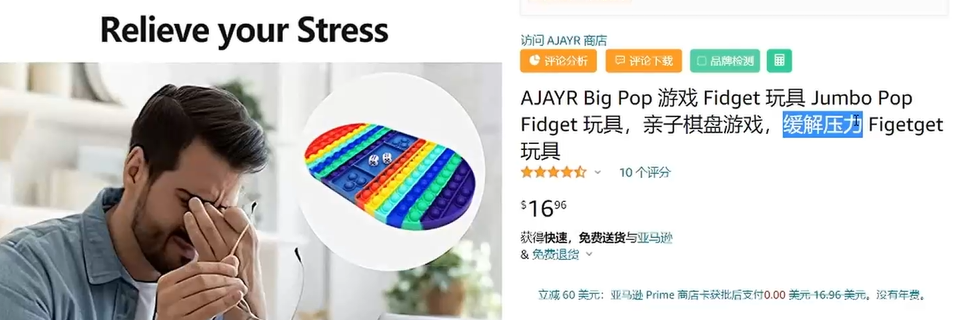 Relieve your Stress
访问 AJAYR 商店
评论分析
评论下载
品牌检测
AJAYR Big Pop 游戏 Fidget 玩具 Jumbo Pop
Fidget 玩具，亲子棋盘游戏，缓解压力 Figetget
玩具
10 个评分
$16⁹⁶
获得快速，免费送货与亚马逊
& 免费退货
立减 60 美元：亚马逊 Prime 商店卡获批后支付0.00 美元 16.96 美元。没有年费。